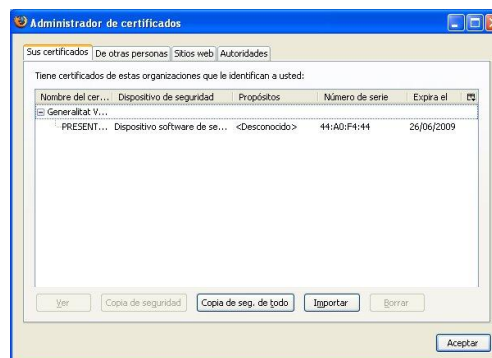 Administrador de certificados
Sus certificados De otras personas Sitios web Autoridades
Tiene certificados de estas organizaciones que le identifican a usted:
Nombre del cer... Dispositivo de seguridad Propósitos Número de serie Expira el
Generalitat V...
PRESENT... Dispositivo software de se... <Desconocido> 44:A0:F4:44 26/06/2009
Ver Copia de seguridad Copia de seg. de todo Importar Borrar
Aceptar